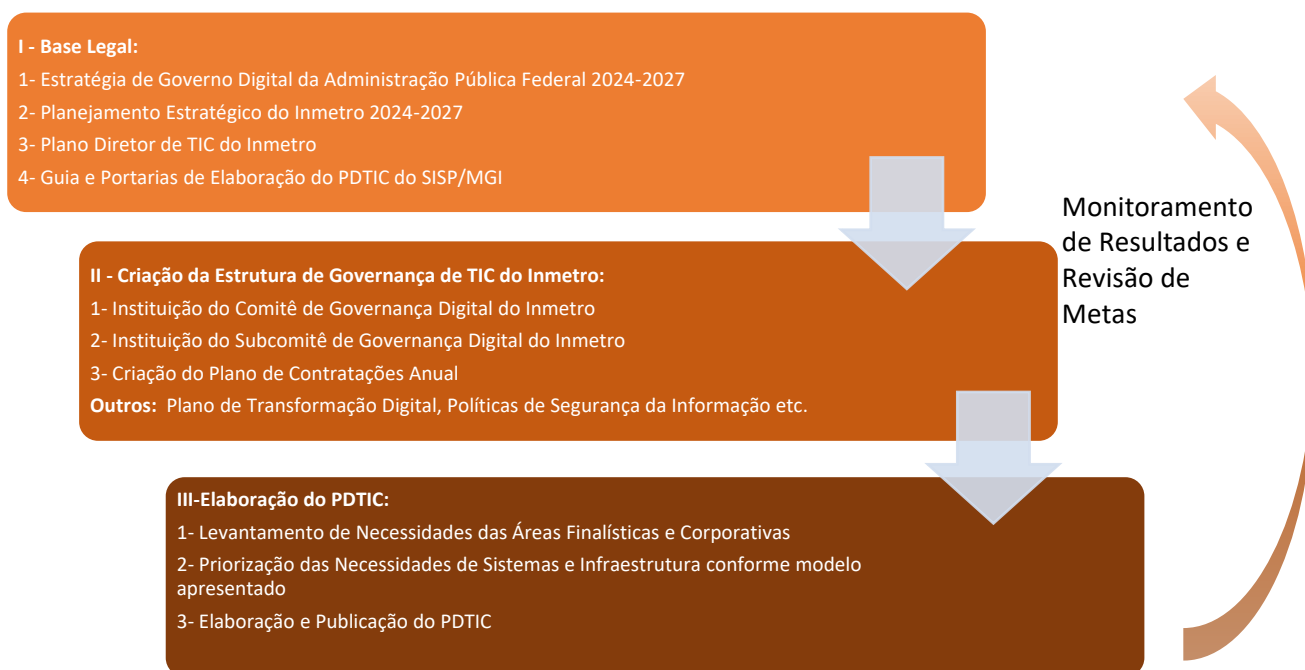 I - Base Legal:
1- Estratégia de Governo Digital da Administração Pública Federal 2024-2027
2- Planejamento Estratégico do Inmetro 2024-2027
3- Plano Diretor de TIC do Inmetro
4- Guia e Portarias de Elaboração do PDTIC do SISP/MGI
Monitoramento
de Resultados e
Revisão de
Metas
II - Criação da Estrutura de Governança de TIC do Inmetro:
1- Instituição do Comitê de Governança Digital do Inmetro
2- Instituição do Subcomitê de Governança Digital do Inmetro
3- Criação do Plano de Contratações Anual
Outros: Plano de Transformação Digital, Políticas de Segurança da Informação etc.
III-Elaboração do PDTIC:
1- Levantamento de Necessidades das Áreas Finalísticas e Corporativas
2- Priorização das Necessidades de Sistemas e Infraestrutura conforme modelo
apresentado
3- Elaboração e Publicação do PDTIC